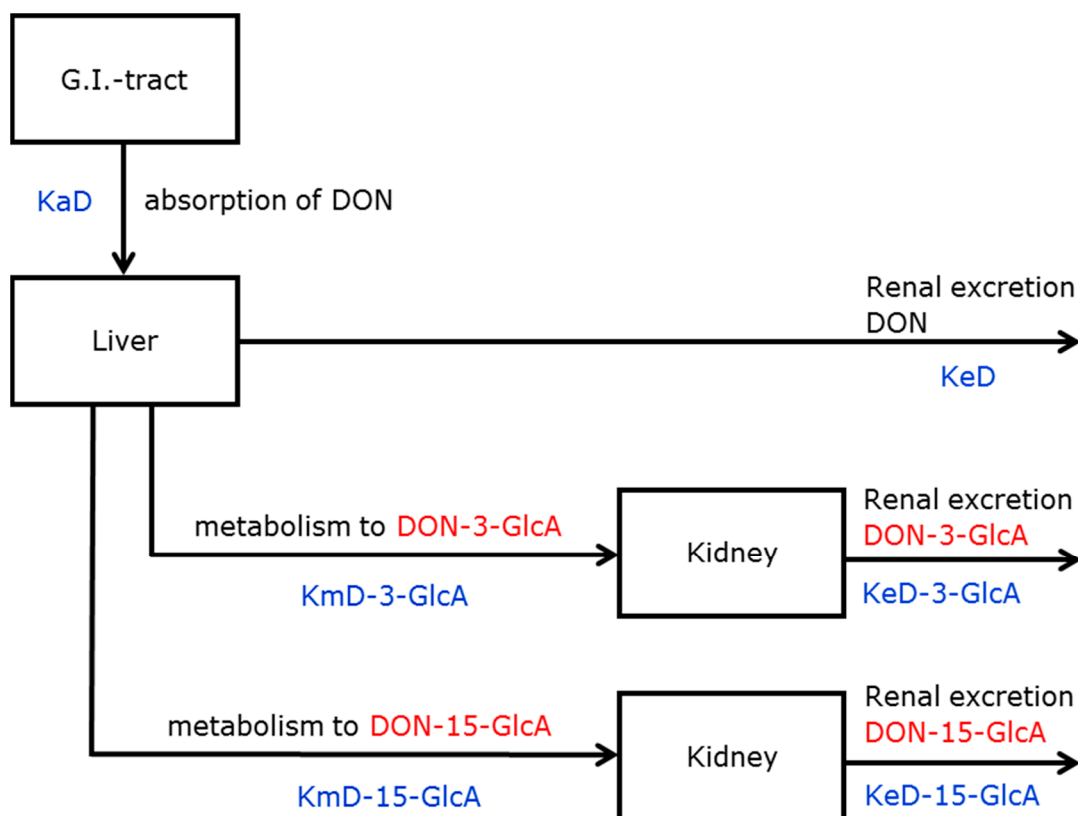 G.I.-tract
KaD
absorption of DON
Liver
Renal excretion
DON
KeD
metabolism to DON-3-GlcA
KmD-3-GlcA
Kidney
Renal excretion
DON-3-GlcA
KeD-3-GlcA
metabolism to DON-15-GlcA
KmD-15-GlcA
Kidney
Renal excretion
DON-15-GlcA
KeD-15-GlcA